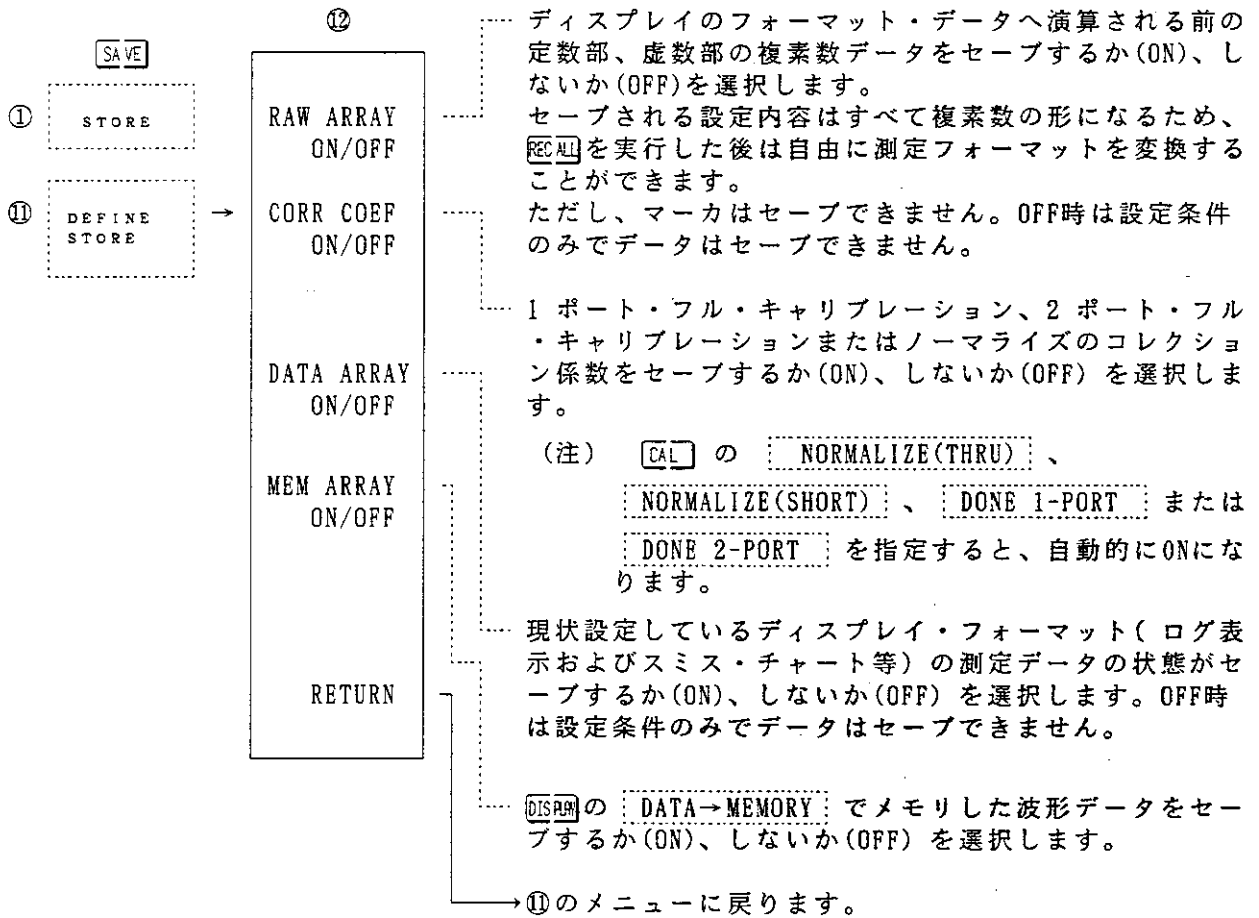 ⑫
SAVE
① STORE
⑪ DEFINE
STORE
→
RAW ARRAY
ON/OFF
CORR COEF
ON/OFF
DATA ARRAY
ON/OFF
MEM ARRAY
ON/OFF
RETURN
ディスプレイのフォーマット・データへ演算される前の
定数部、虚数部の複素数データをセーブするか(ON)、し
ないか(OFF)を選択します。
セーブされる設定内容はすべて複素数の形になるため、
RECALLを実行した後は自由に測定フォーマットを変換する
ことができます。
ただし、マーカはセーブできません。OFF時は設定条件
のみでデータはセーブできません。
1 ポート・フル・キャリブレーション、2 ポート・フル
・キャリブレーションまたはノーマライズのコレクショ
ン係数をセーブするか(ON)、しないか(OFF) を選択しま
す。
(注) CAL の NORMALIZE(THRU) 、
NORMALIZE(SHORT) 、 DONE 1-PORT または
DONE 2-PORT を指定すると、自動的にONにな
ります。
現状設定しているディスプレイ・フォーマット( ログ表
示およびスミス・チャート等) の測定データの状態がセ
ーブするか(ON)、しないか(OFF) を選択します。OFF時
は設定条件のみでデータはセーブできません。
DISPLAYの DATA→MEMORY でメモリした波形データをセー
ブするか(ON)、しないか(OFF) を選択します。
→⑪のメニューに戻ります。